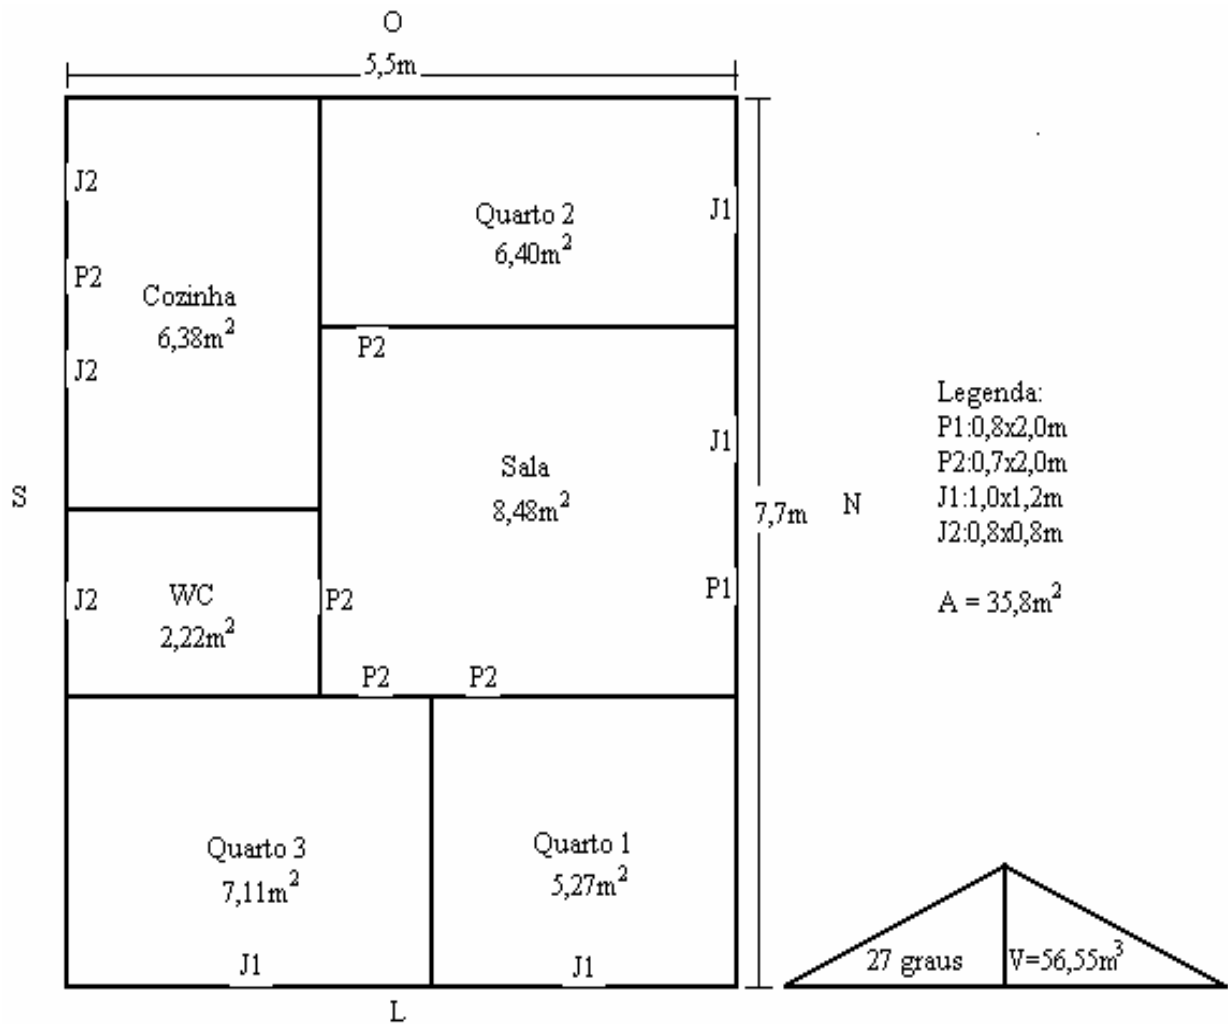 O
5,5m
J2
J1
Quarto 2
6,40m²
P2
Cozinha
6,38m²
P2
J2
Legenda:
P1:0,8x2,0m
P2:0,7x2,0m
J1:1,0x1,2m
J2:0,8x0,8m
A = 35,8m²
J1
Sala
8,48m²
S
7,7m
N
P1
J2
WC
2,22m²
P2
P2
P2
Quarto 3
7,11m²
Quarto 1
5,27m²
J1
J1
L
27 graus
V=56,55m³